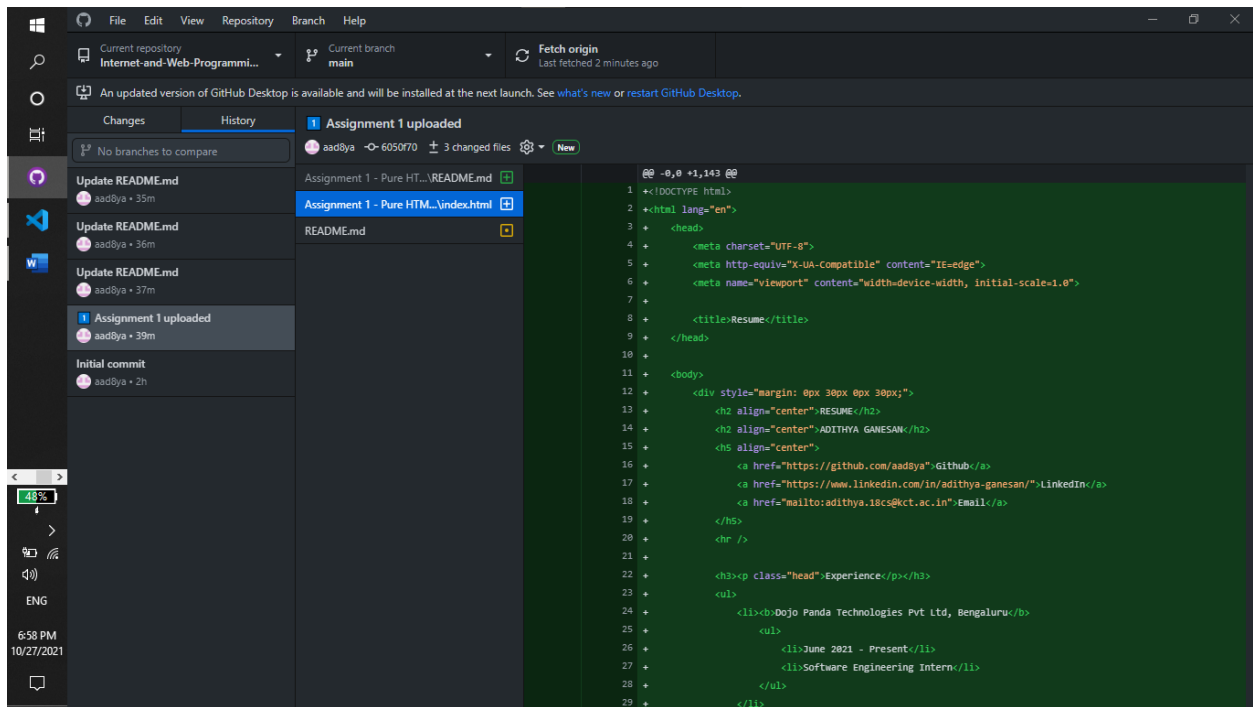 File Edit View Repository Branch Help
Current repository
Internet-and-Web-Programmi...
Current branch
main
Fetch origin
Last fetched 2 minutes ago
An updated version of GitHub Desktop is available and will be installed at the next launch. See what's new or restart GitHub Desktop.
Changes History
No branches to compare
Update README.md
aad8ya • 35m
Update README.md
aad8ya • 36m
Update README.md
aad8ya • 37m
1 Assignment 1 uploaded
aad8ya • 39m
Initial commit
aad8ya • 2h
1 Assignment 1 uploaded
aad8ya 6050f70 3 changed files New
Assignment 1 - Pure HT...\README.md
Assignment 1 - Pure HTM...\index.html
README.md
@@ -0,0 +1,143 @@
1 +<!DOCTYPE html>
2 +<html lang="en">
3 + <head>
4 + <meta charset="UTF-8">
5 + <meta http-equiv="X-UA-Compatible" content="IE=edge">
6 + <meta name="viewport" content="width=device-width, initial-scale=1.0">
7 +
8 + <title>Resume</title>
9 + </head>
10 +
11 + <body>
12 + <div style="margin: 0px 30px 0px 30px;">
13 + <h2 align="center">RESUME</h2>
14 + <h2 align="center">ADITHYA GANESAN</h2>
15 + <h5 align="center">
16 + <a href="https://github.com/aad8ya">Github</a>
17 + <a href="https://www.linkedin.com/in/adithya-ganesan/">LinkedIn</a>
18 + <a href="mailto:adithya.18cs@kct.ac.in">Email</a>
19 + </h5>
20 + <hr />
21 +
22 + <h3><p class="head">Experience</p></h3>
23 + <ul>
24 + <li><b>Dojo Panda Technologies Pvt Ltd, Bengaluru</b>
25 + <ul>
26 + <li>June 2021 - Present</li>
27 + <li>Software Engineering Intern</li>
28 + </ul>
29 + </li>
48%
ENG
6:58 PM
10/27/2021